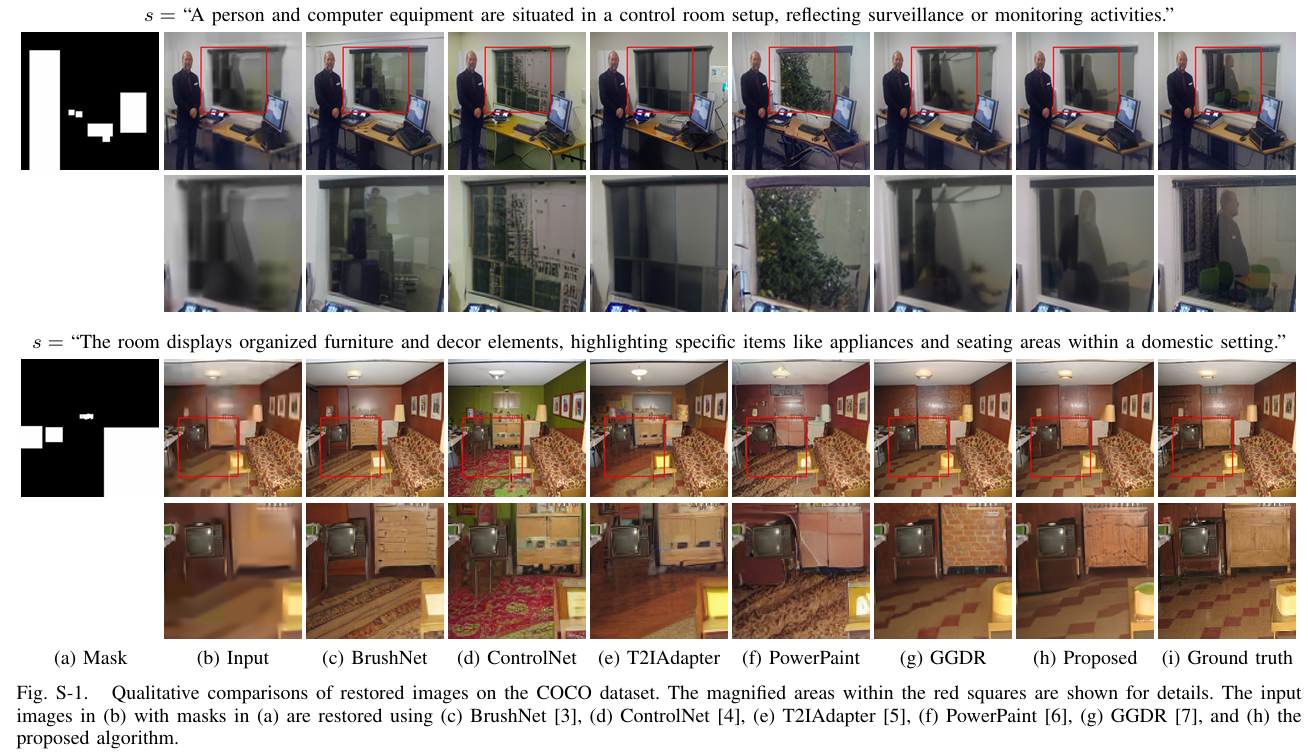 s = “A person and computer equipment are situated in a control room setup, reflecting surveillance or monitoring activities.”
s = “The room displays organized furniture and decor elements, highlighting specific items like appliances and seating areas within a domestic setting.”
(a) Mask (b) Input (c) BrushNet (d) ControlNet (e) T2IAdapter (f) PowerPaint (g) GGDR (h) Proposed (i) Ground truth
Fig. S-1. Qualitative comparisons of restored images on the COCO dataset. The magnified areas within the red squares are shown for details. The input
images in (b) with masks in (a) are restored using (c) BrushNet [3], (d) ControlNet [4], (e) T2IAdapter [5], (f) PowerPaint [6], (g) GGDR [7], and (h) the
proposed algorithm.